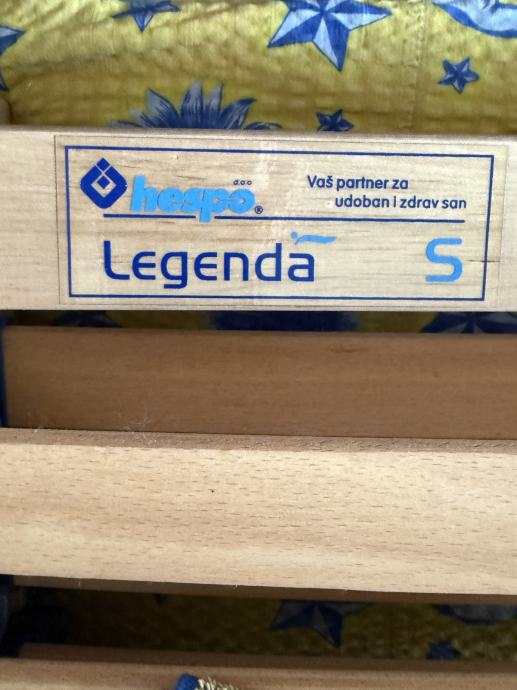 hespo d.o.o ®
Vaš partner za
udoban i zdrav san
Legenda S